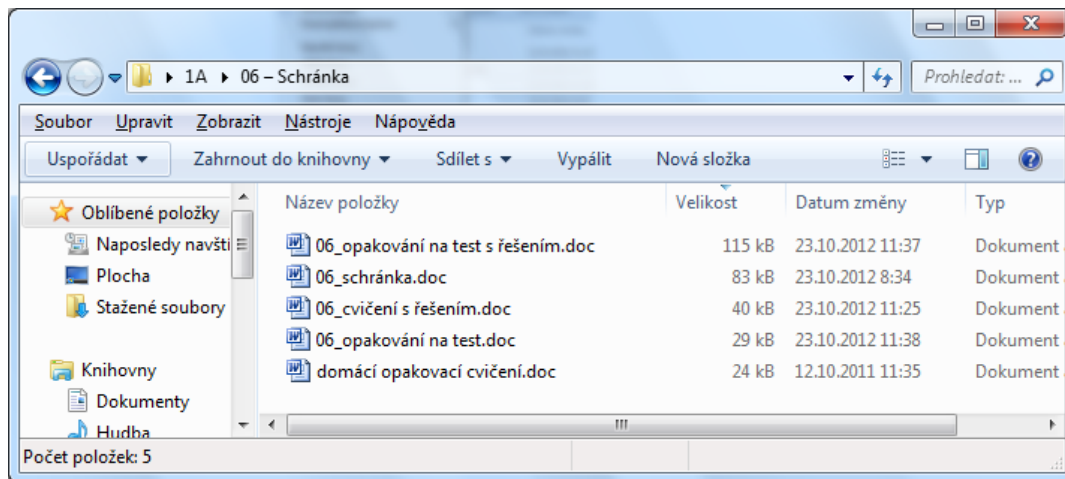 1A 06 – Schránka Prohledat: ...
Soubor Upravit Zobrazit Nástroje Nápověda
Uspořádat Zahrnout do knihovny Sdílet s Vypálit Nová složka
Oblíbené položky
Naposledy navšti
Plocha
Stažené soubory
Knihovny
Dokumenty
Hudba
Název položky Velikost Datum změny Typ
06_opakování na test s řešením.doc 115 kB 23.10.2012 11:37 Dokument
06_schránka.doc 83 kB 23.10.2012 8:34 Dokument
06_cvičení s řešením.doc 40 kB 23.10.2012 11:25 Dokument
06_opakování na test.doc 29 kB 23.10.2012 11:38 Dokument
domácí opakovací cvičení.doc 24 kB 12.10.2011 11:35 Dokument
Počet položek: 5